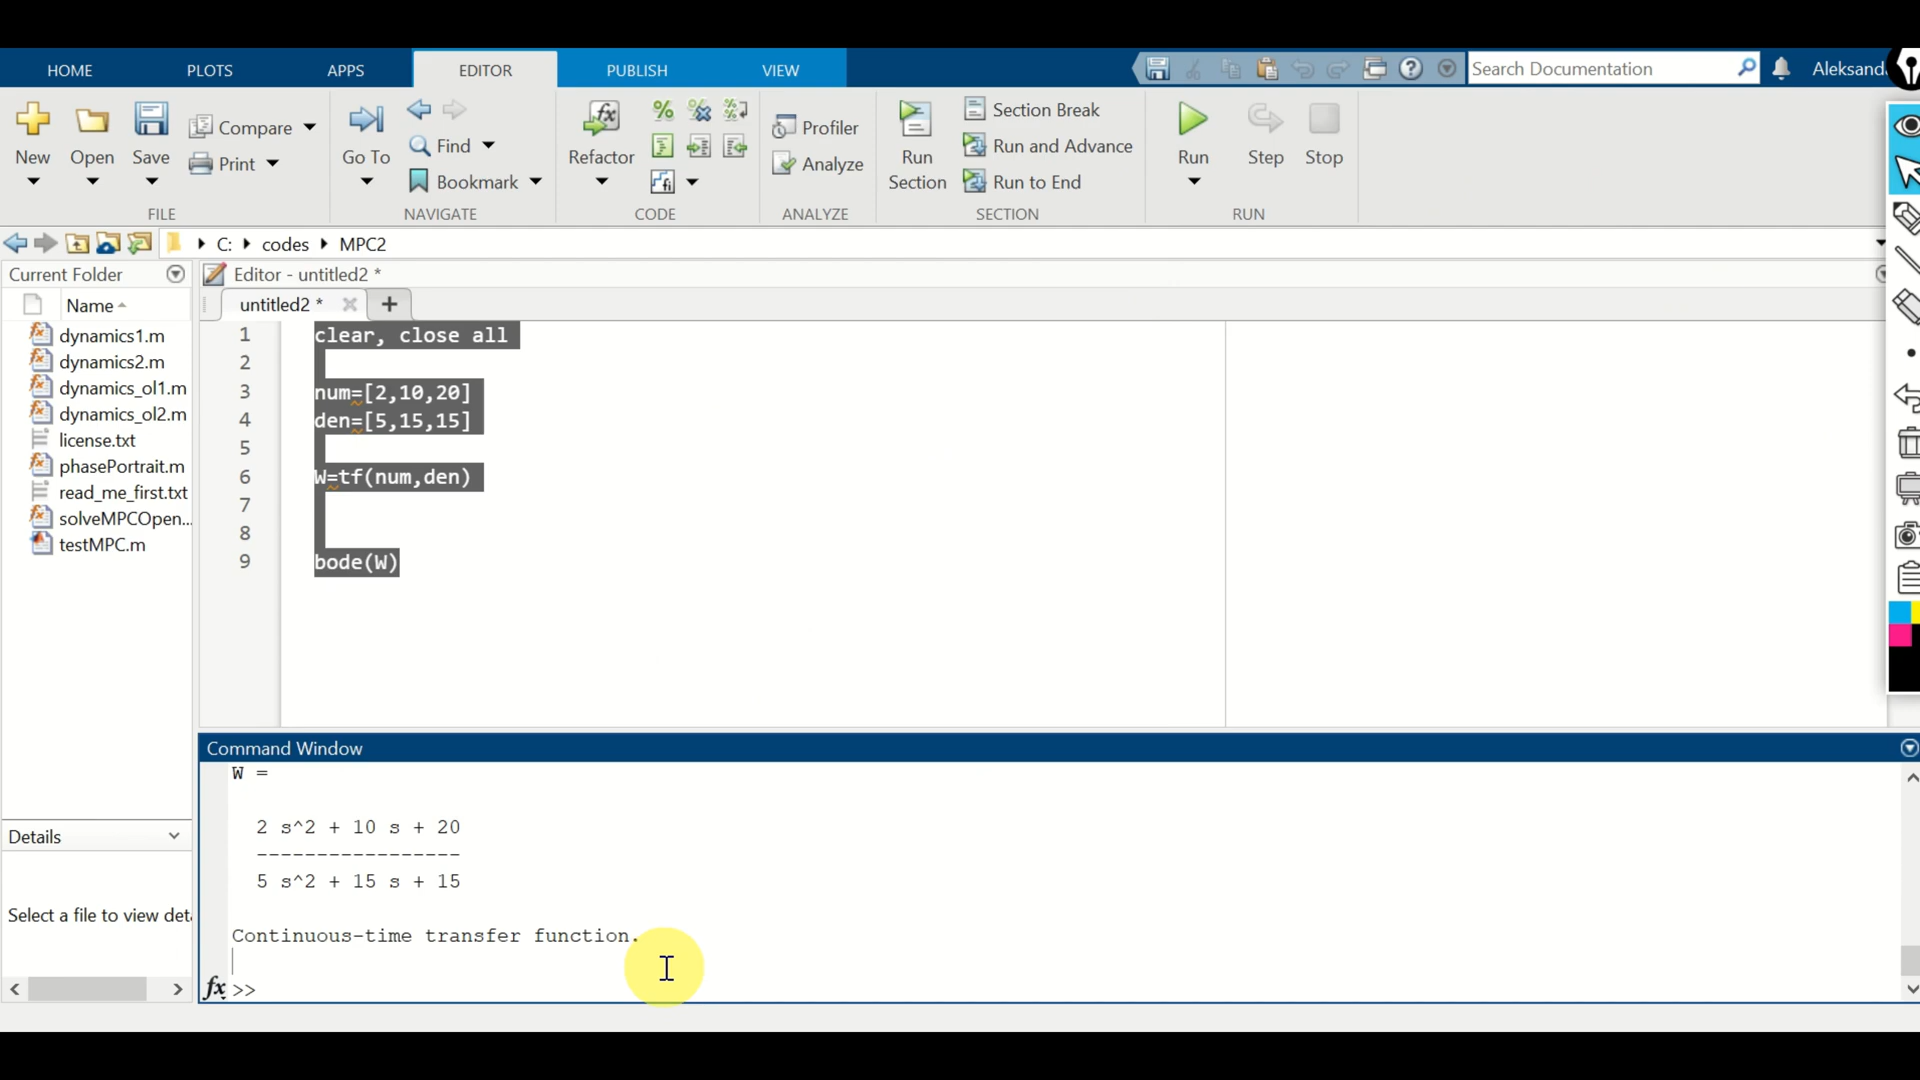 HOME PLOTS APPS EDITOR PUBLISH VIEW
Search Documentation
New Open Save Compare Print
Go To Find Bookmark
Refactor
Profiler
Analyze
Run Section
Section Break
Run and Advance
Run to End
Run Step Stop
FILE NAVIGATE CODE ANALYZE SECTION RUN
C: codes MPC2
Current Folder
Editor - untitled2 *
Name
untitled2 *
dynamics1.m
dynamics2.m
dynamics_ol1.m
dynamics_ol2.m
license.txt
phasePortrait.m
read_me_first.txt
solveMPCOpen...
testMPC.m
1 clear, close all
2
3 num=[2,10,20]
4 den=[5,15,15]
5
6 W=tf(num,den)
7
8
9 bode(W)
Details
Select a file to view
Command Window
W =
2 s^2 + 10 s + 20
-----------------
5 s^2 + 15 s + 15
Continuous-time transfer function.
fx >>